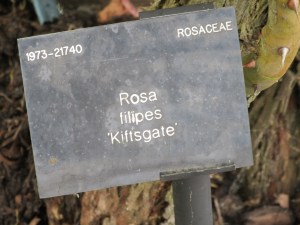 1973-21740 ROSACEAE
Rosa
filipes
'Kiftsgate'